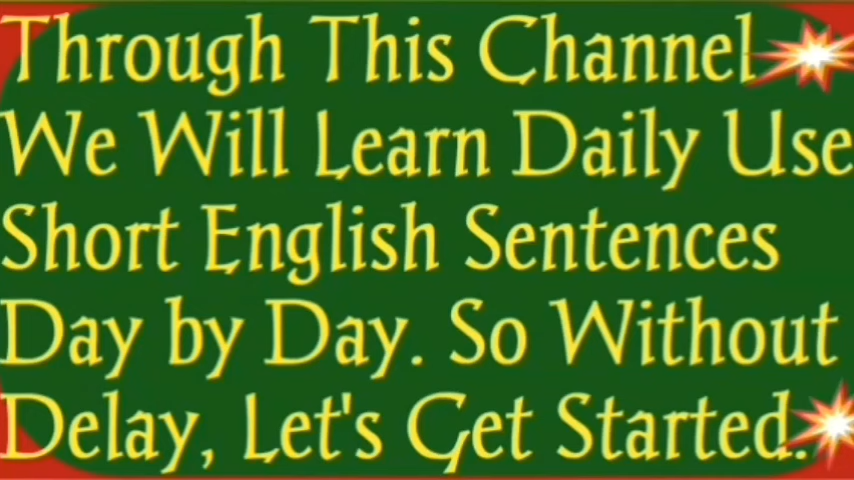 Through This Channel
We Will Learn Daily Use
Short English Sentences
Day by Day. So Without
Delay, Let's Get Started.